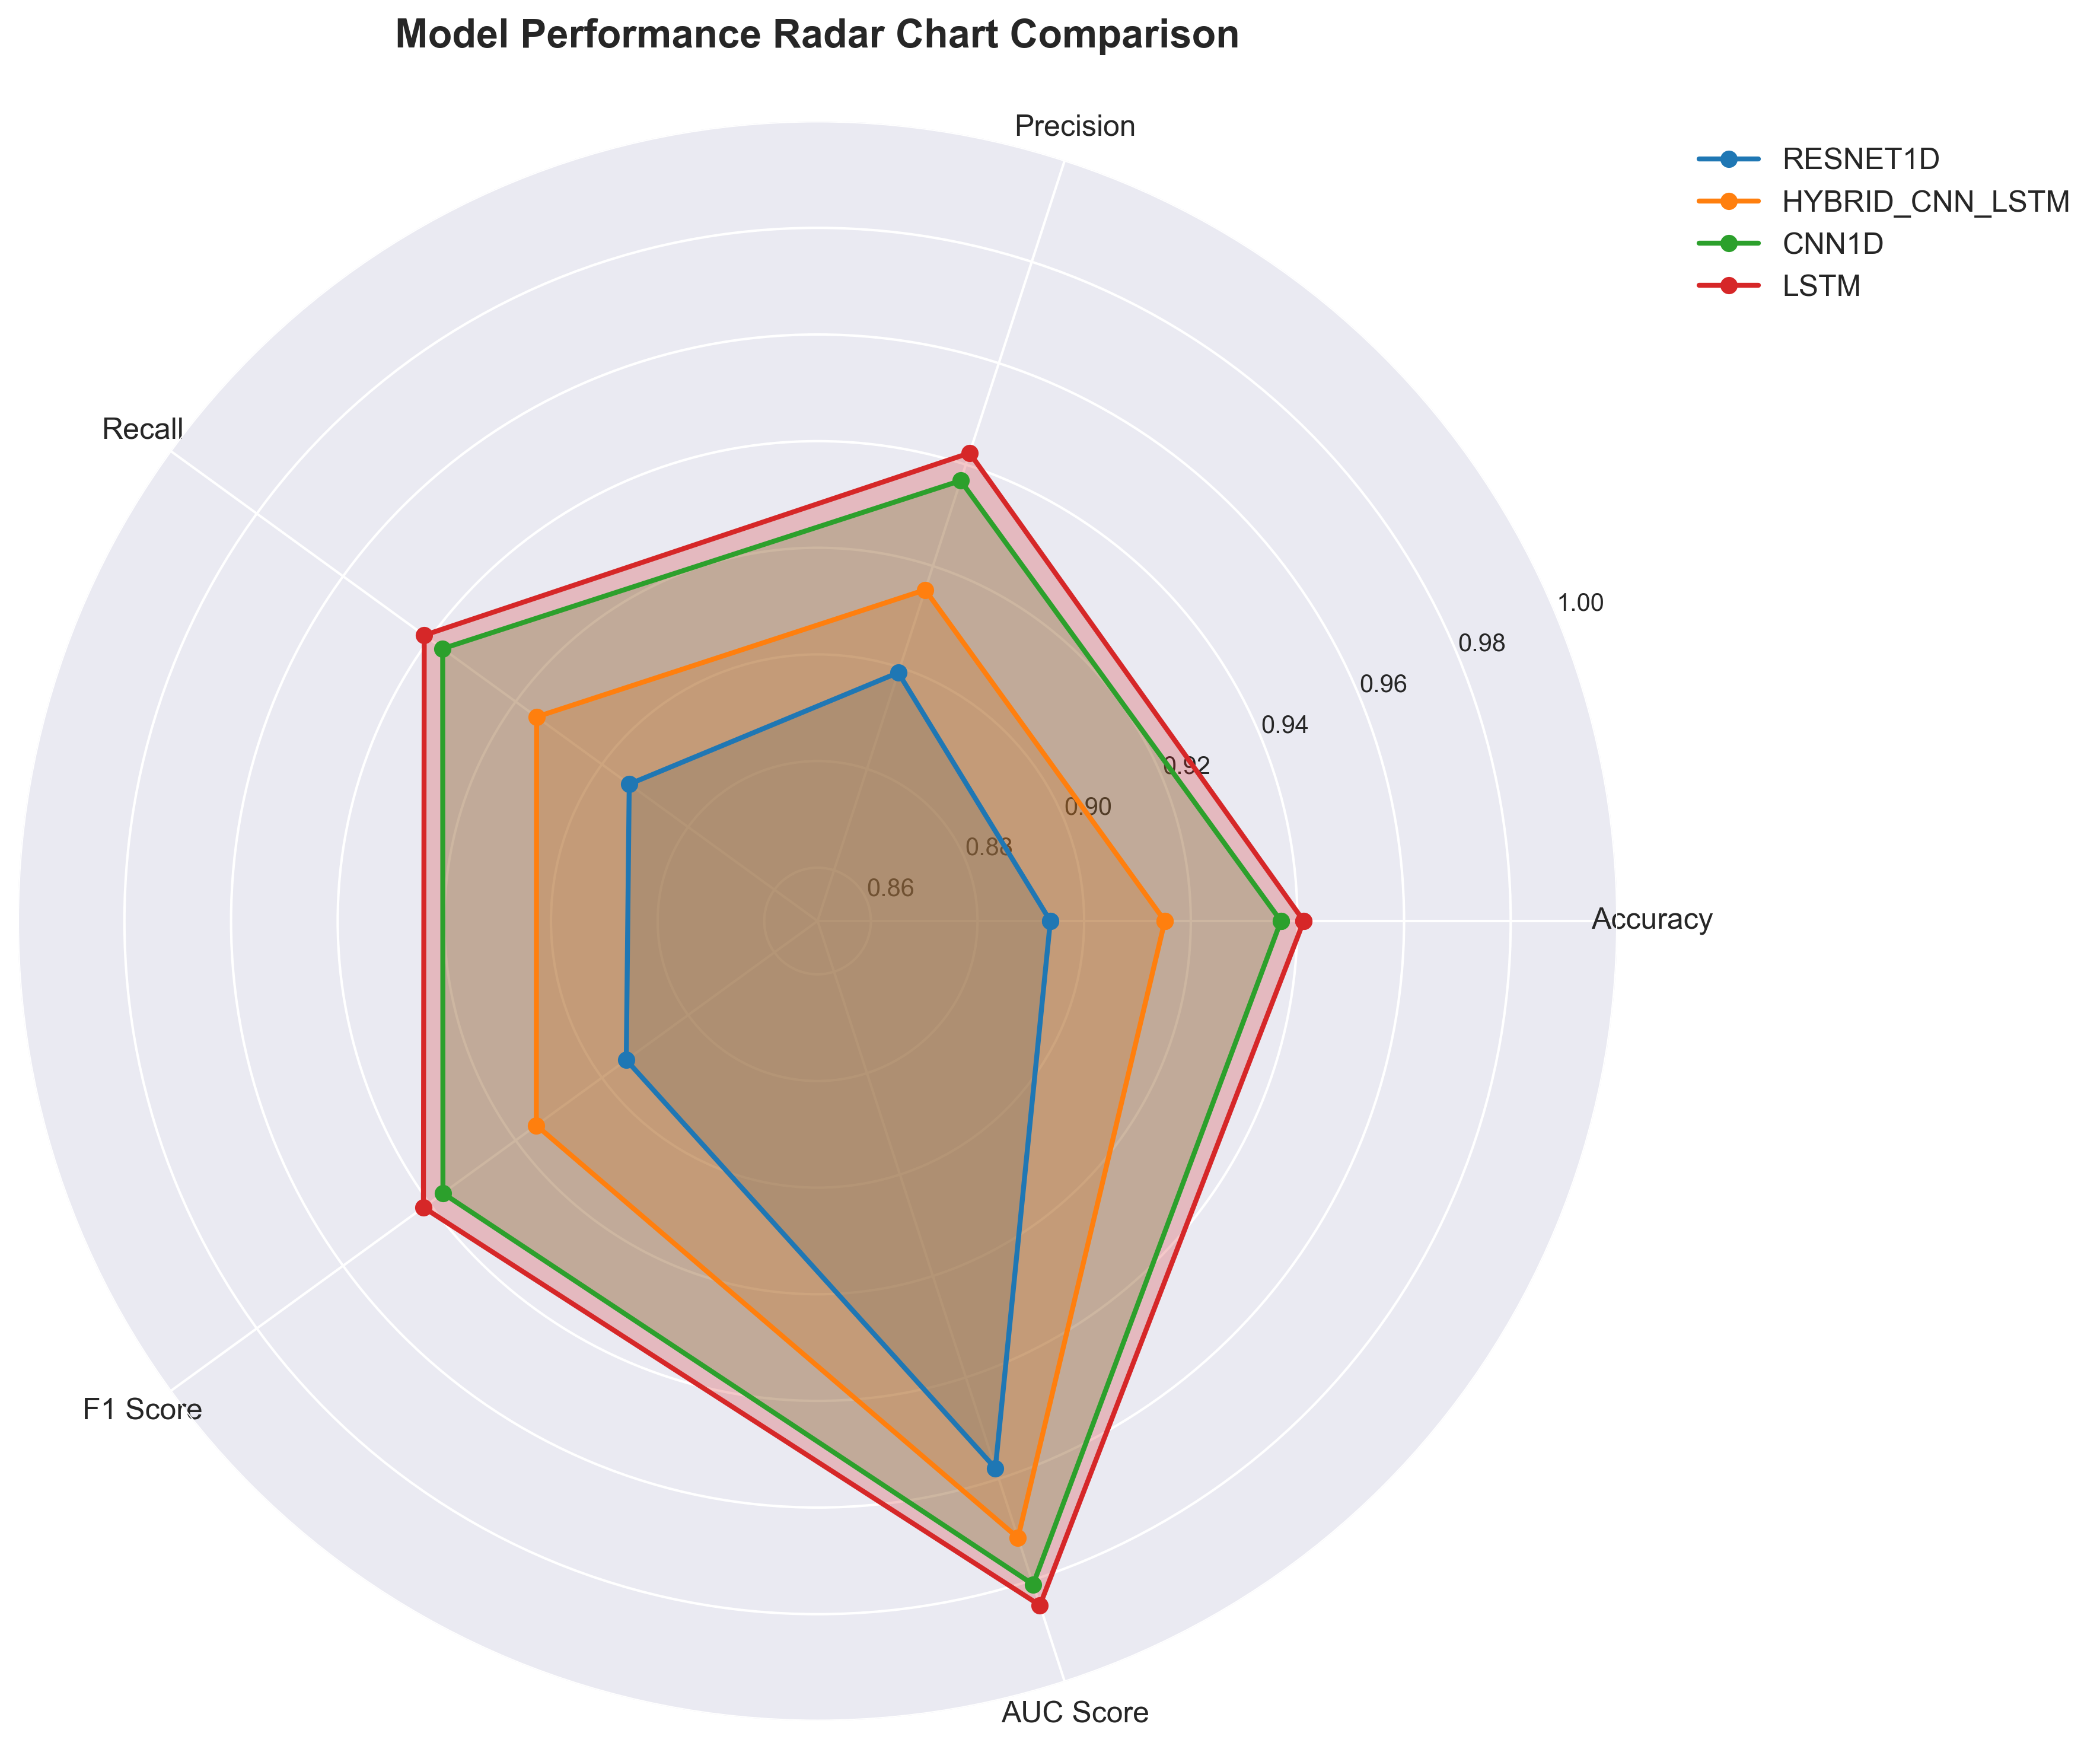 Model Performance Radar Chart Comparison
Precision
RESNET1D
HYBRID_CNN_LSTM
CNN1D
LSTM
Recall
1.00
0.98
0.96
0.94
0.92
0.90
0.88
0.86
Accuracy
F1 Score
AUC Score